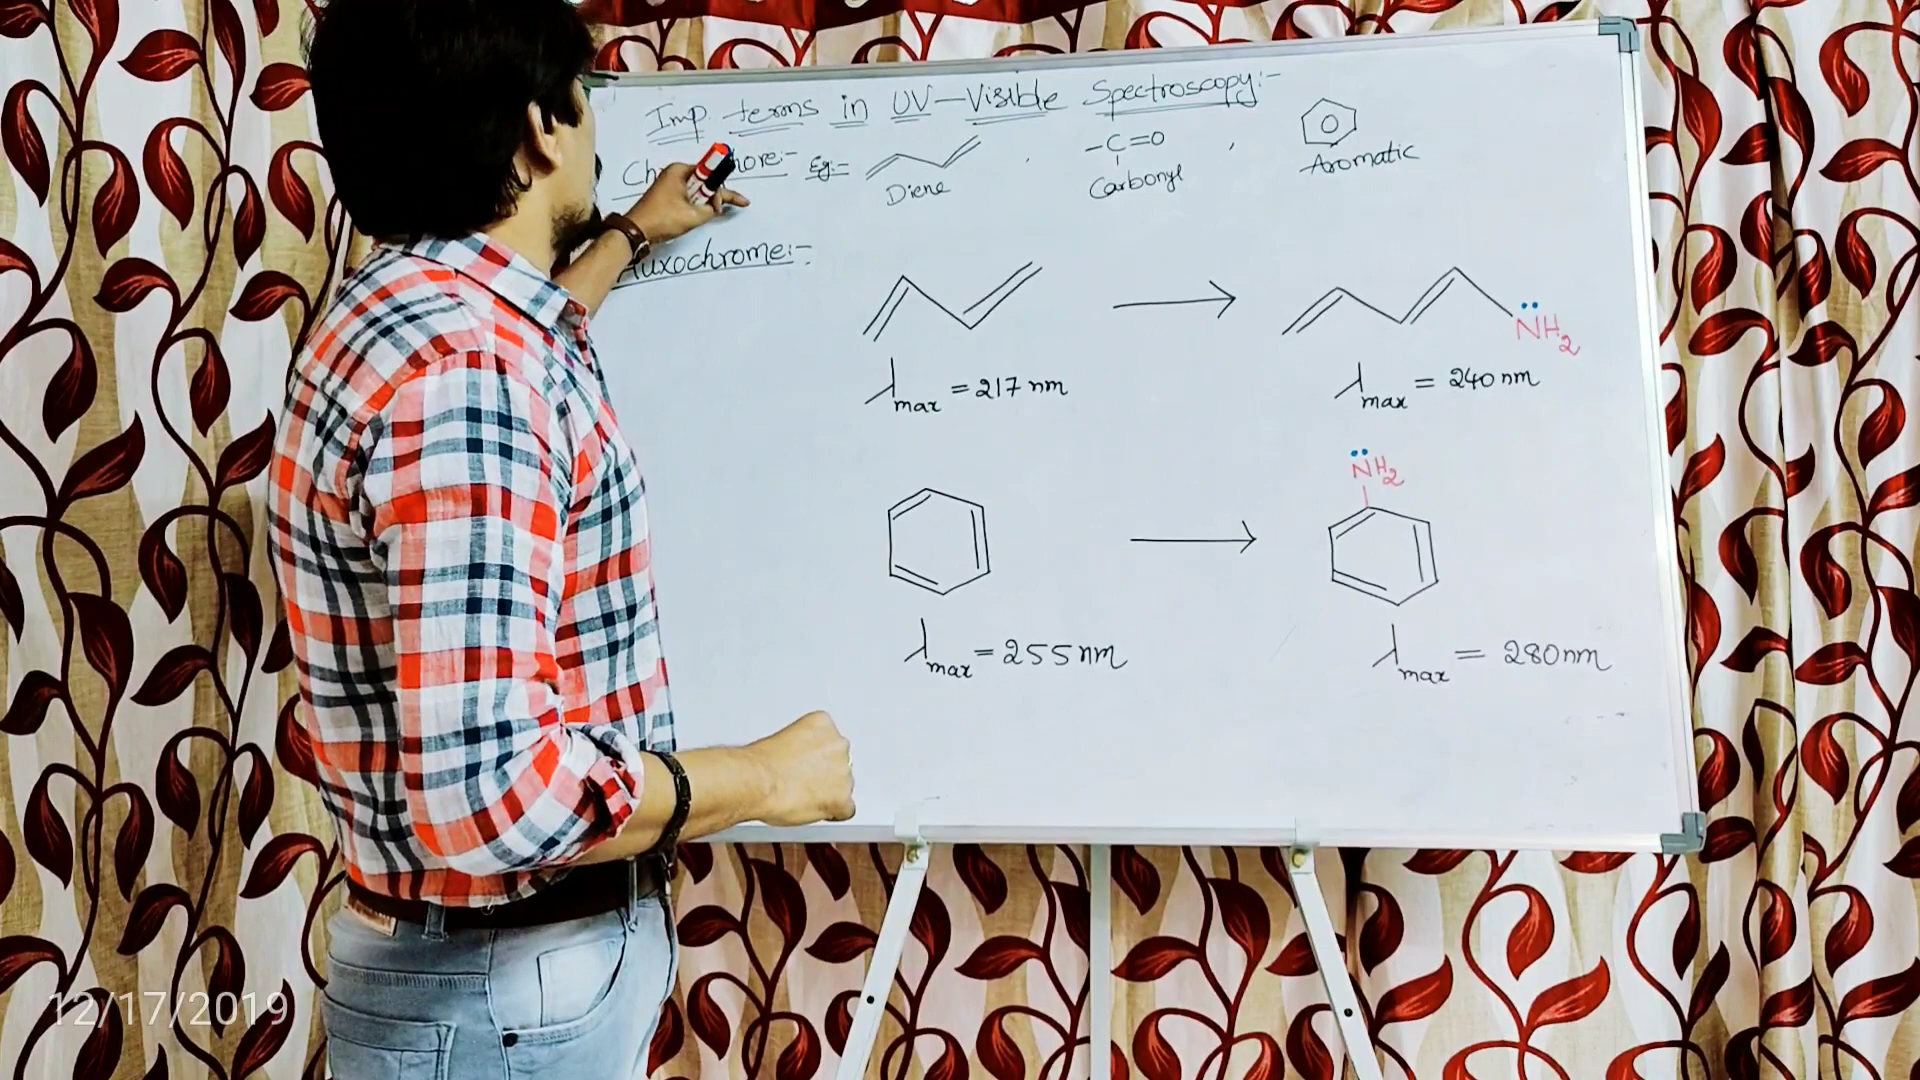 Imp terms in UV-Visible Spectroscopy:-
Eg:-
-C=O
Diene
Carbonyl
Aromatic
Auxochrome:-
NH2
λmax = 217 nm
λmax = 240 nm
NH2
λmax = 255 nm
λmax = 280 nm
12/17/2019